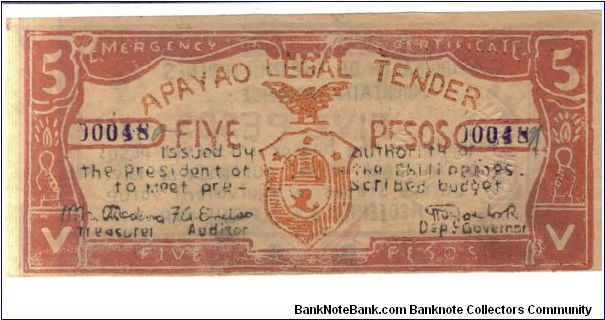 EMERGENCY CERTIFICATE
5 5
APAYAO LEGAL TENDER
00048 FIVE PESOS 00048
Issued by authority of
the President of the Philippines.
to meet pre- scribed budget
Treasurer Auditor Dep. Governor
V FIVE PESOS V
BankNoteBank.com Banknote Collectors Community